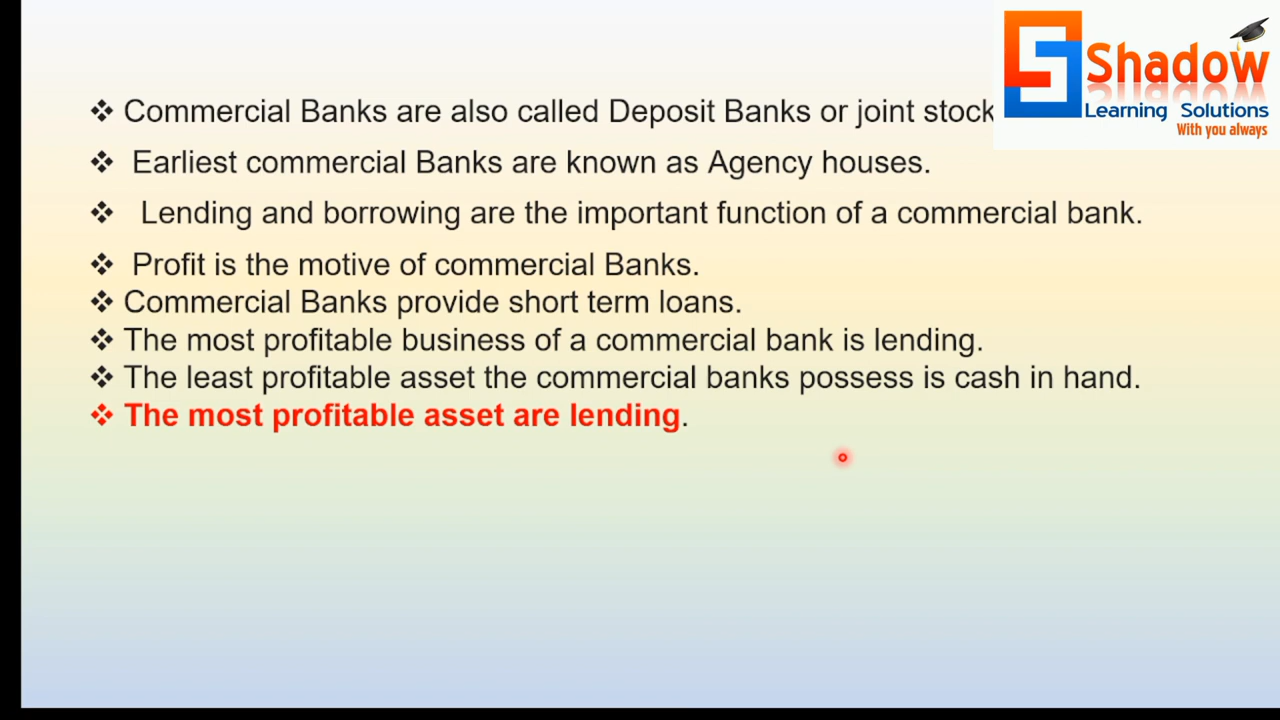 Shadow
Learning Solutions
With you always
❖ Commercial Banks are also called Deposit Banks or joint stock
❖ Earliest commercial Banks are known as Agency houses.
❖ Lending and borrowing are the important function of a commercial bank.
❖ Profit is the motive of commercial Banks.
❖ Commercial Banks provide short term loans.
❖ The most profitable business of a commercial bank is lending.
❖ The least profitable asset the commercial banks possess is cash in hand.
❖ The most profitable asset are lending.